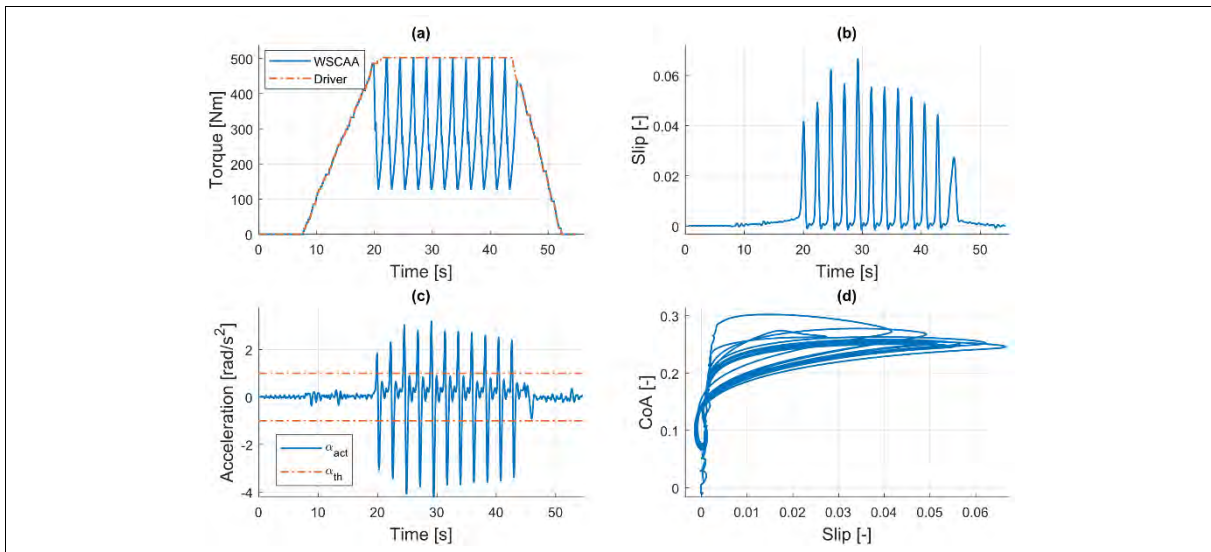 (a)
500
400
300
200
100
0
Torque [Nm]
WSCAA
Driver
0 10 20 30 40 50
Time [s]
(b)
0.06
0.04
0.02
0
Slip [-]
10 20 30 40 50
Time [s]
(c)
2
0
-2
-4
Acceleration [rad/s²]
α_act
α_th
0 10 20 30 40 50
Time [s]
(d)
0.3
0.2
0.1
0
CoA [-]
0 0.01 0.02 0.03 0.04 0.05 0.06
Slip [-]